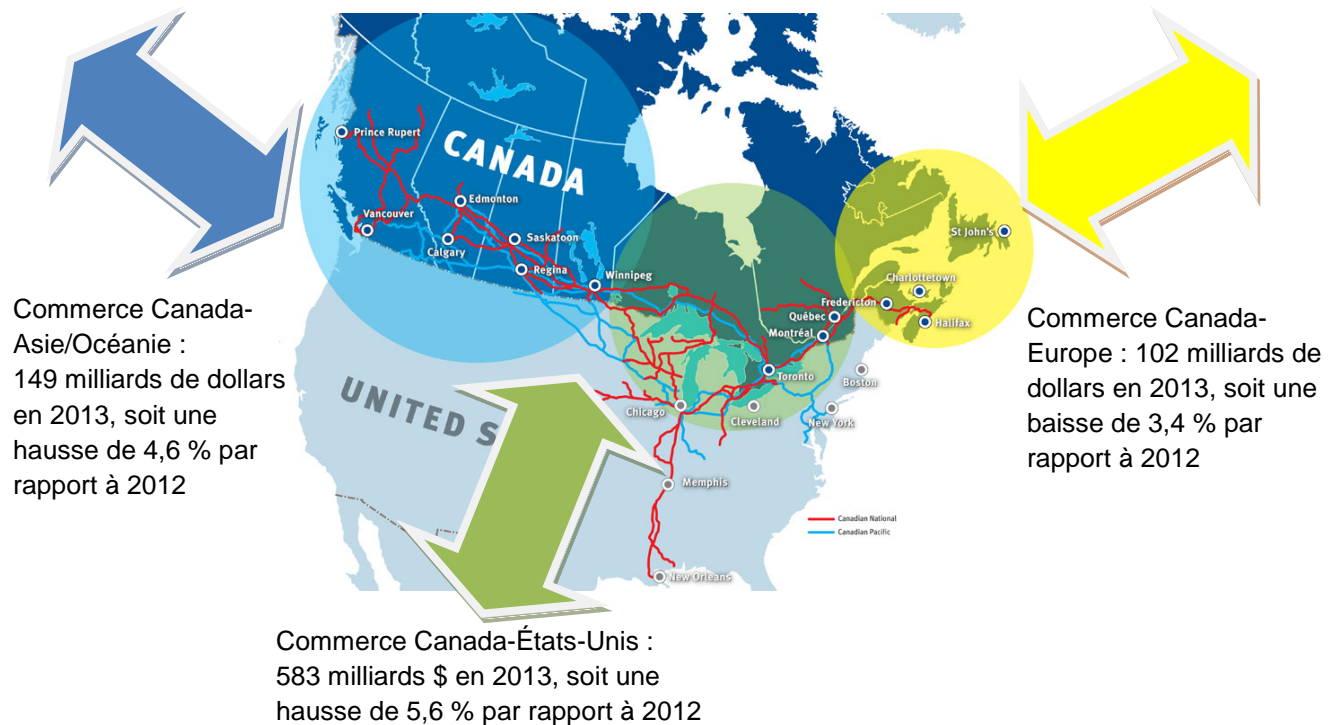 CANADA
Prince Rupert
Edmonton
Vancouver
Calgary
Saskatoon
Regina
Winnipeg
St John's
Charlottetown
Fredericton
Québec
Halifax
Montréal
Toronto
Boston
Chicago
Cleveland
New York
UNITED S
Memphis
New Orleans
Canadian National
Canadian Pacific
Commerce Canada-
Asie/Océanie :
149 milliards de dollars
en 2013, soit une
hausse de 4,6 % par
rapport à 2012
Commerce Canada-
Europe : 102 milliards de
dollars en 2013, soit une
baisse de 3,4 % par
rapport à 2012
Commerce Canada-États-Unis :
583 milliards $ en 2013, soit une
hausse de 5,6 % par rapport à 2012